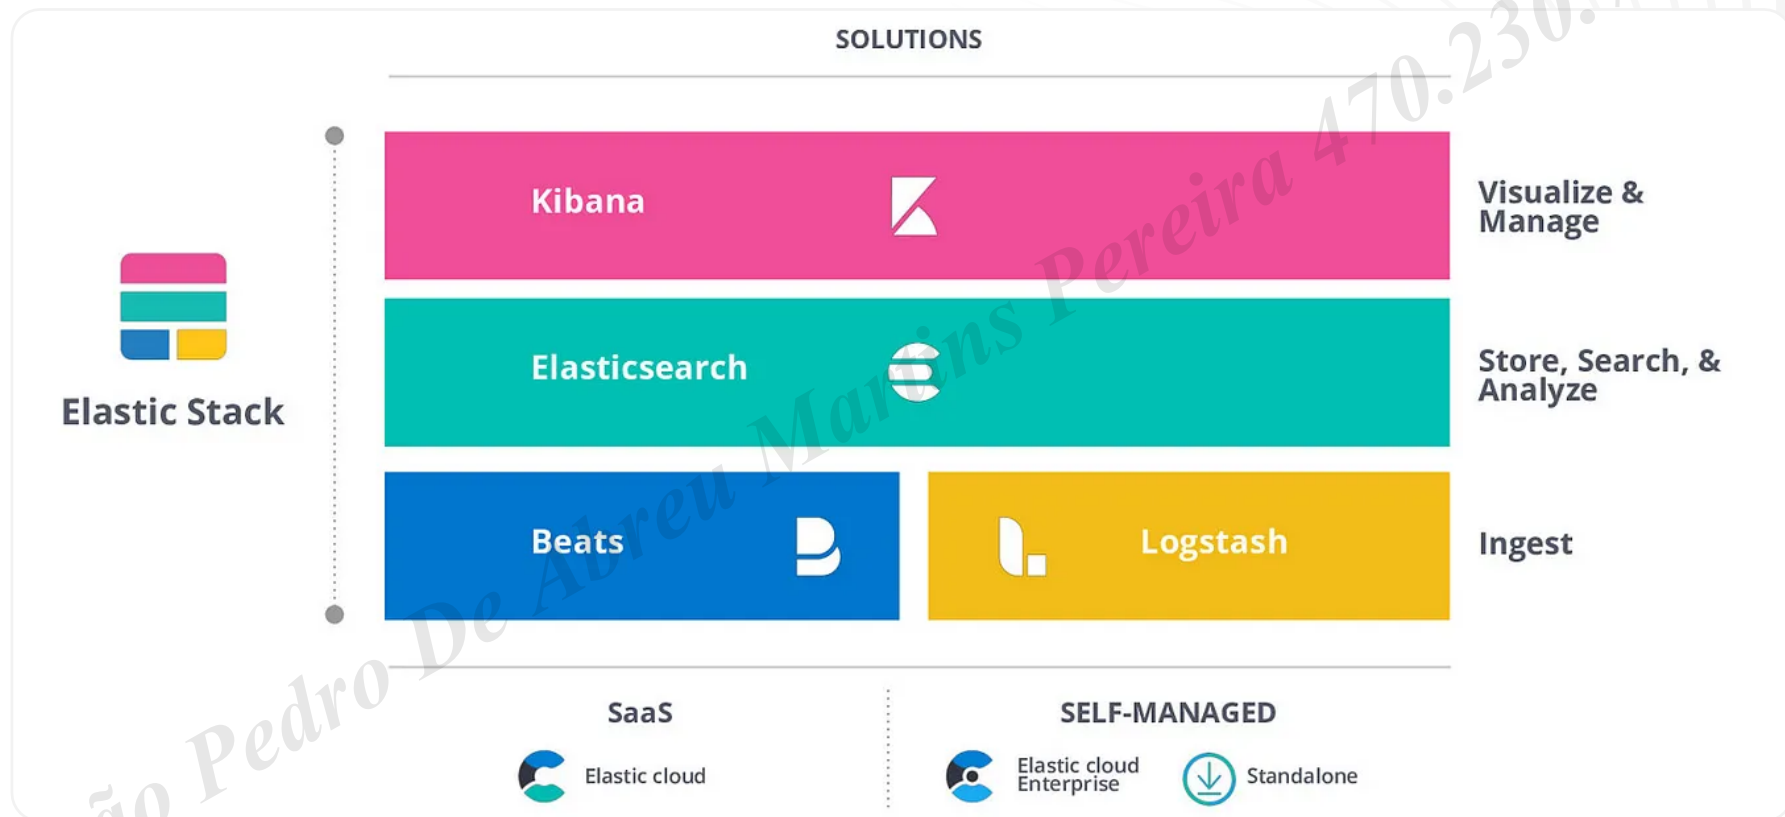 SOLUTIONS
Kibana
Visualize &
Manage
Elastic Stack
Elasticsearch
Store, Search, &
Analyze
Beats
Logstash
Ingest
SaaS
Elastic cloud
SELF-MANAGED
Elastic cloud
Enterprise
Standalone
ão Pedro De Abreu Martins Pereira 470.230.